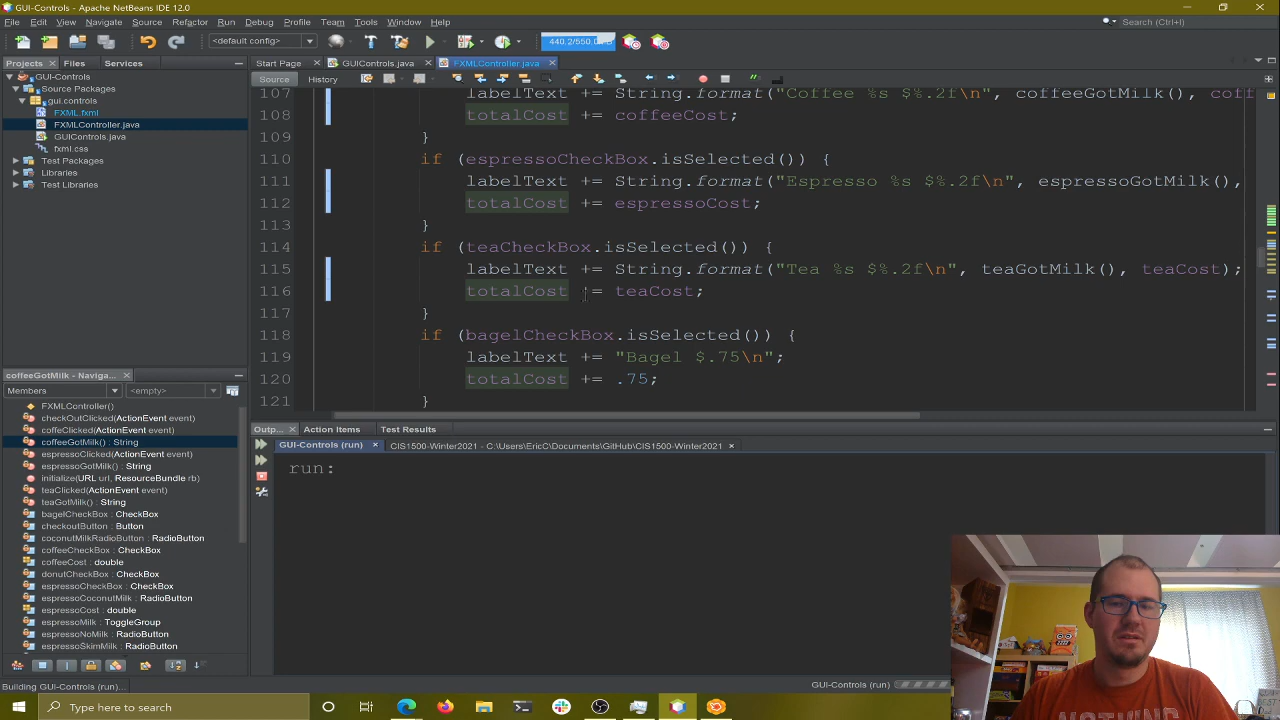 GUI-Controls - Apache NetBeans IDE 12.0
File Edit View Navigate Source Refactor Run Debug Profile Team Tools Window Help
Search (Ctrl+I)
<default config>
440.2/550.0
Projects Files Services
Start Page GUIControls.java FXMLController.java
GUI-Controls
Source Packages
gui.controls
FXML.fxml
FXMLController.java
GUIControls.java
fxml.css
Test Packages
Libraries
Test Libraries
Source History
107 labelText += String.format("Coffee %s $%.2f\n", coffeeGotMilk(), coff
108 totalCost += coffeeCost;
109 }
110 if (espressoCheckBox.isSelected()) {
111 labelText += String.format("Espresso %s $%.2f\n", espressoGotMilk(),
112 totalCost += espressoCost;
113 }
114 if (teaCheckBox.isSelected()) {
115 labelText += String.format("Tea %s $%.2f\n", teaGotMilk(), teaCost);
116 totalCost += teaCost;
117 }
118 if (bagelCheckBox.isSelected()) {
119 labelText += "Bagel $.75\n";
120 totalCost += .75;
121 }
coffeeGotMilk - Naviga...
Members <empty>
FXMLController()
checkOutClicked(ActionEvent event)
coffeClicked(ActionEvent event)
coffeeGotMilk() : String
espressoClicked(ActionEvent event)
espressoGotMilk() : String
initialize(URL url, ResourceBundle rb)
teaClicked(ActionEvent event)
teaGotMilk() : String
bagelCheckBox : CheckBox
checkoutButton : Button
coconutMilkRadioButton : RadioButton
coffeeCheckBox : CheckBox
coffeeCost : double
donutCheckBox : CheckBox
espressoCheckBox : CheckBox
espressoCoconutMilk : RadioButton
espressoCost : double
espressoMilk : ToggleGroup
espressoNoMilk : RadioButton
espressoSkimMilk : RadioButton
Outp... Action Items Test Results
GUI-Controls (run) CIS1500-Winter2021 - C:\Users\EricC\Documents\GitHub\CIS1500-Winter2021
run:
Building GUI-Controls (run)...
GUI-Controls (run)
Type here to search
NOTHING